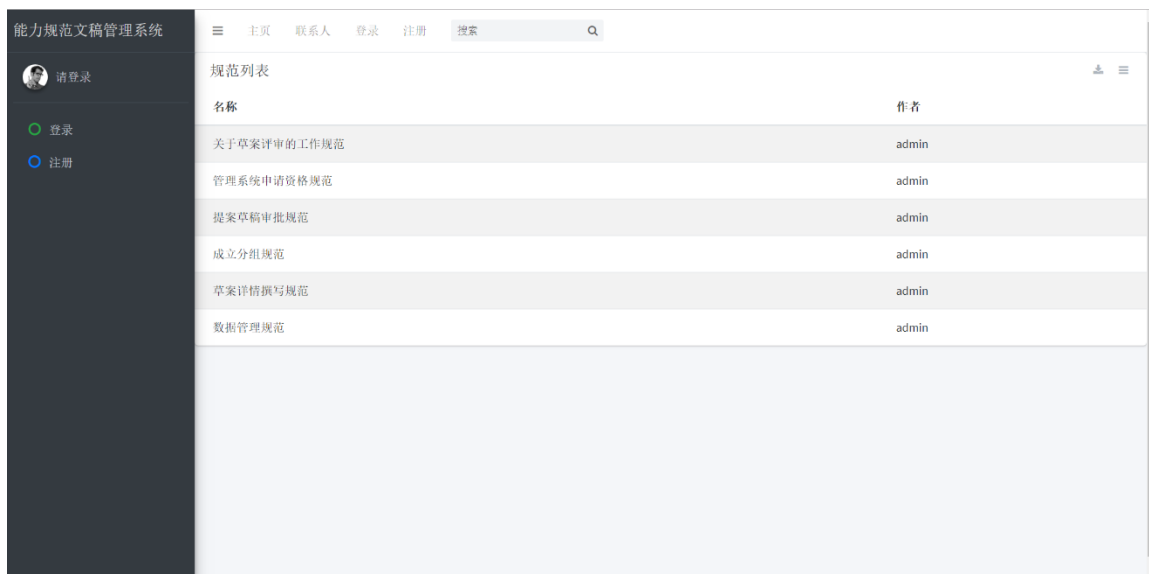 能力规范文稿管理系统
主页 联系人 登录 注册 搜索
请登录
登录
注册
规范列表
名称 作者
关于草案评审的工作规范 admin
管理系统申请资格规范 admin
提案草稿审批规范 admin
成立分组规范 admin
草案详情撰写规范 admin
数据管理规范 admin